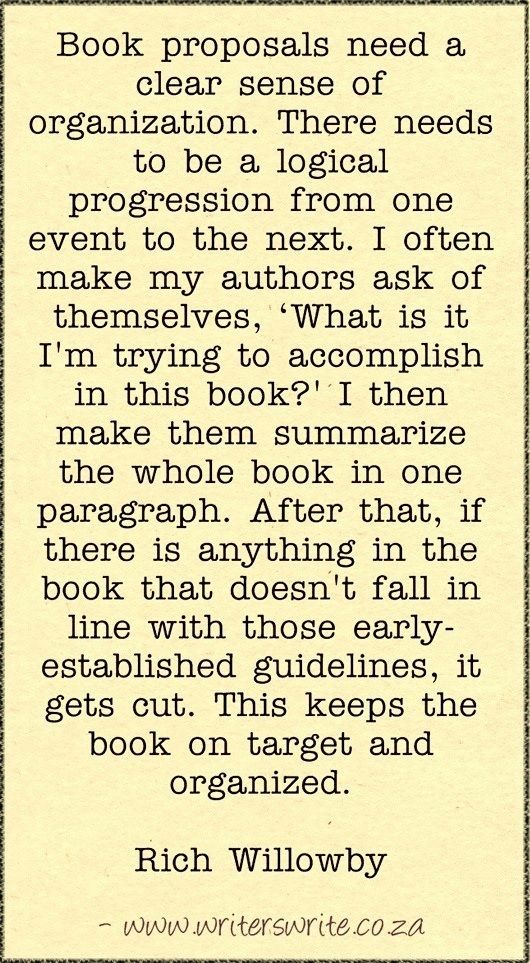 Book proposals need a
clear sense of
organization. There needs
to be a logical
progression from one
event to the next. I often
make my authors ask of
themselves, ‘What is it
I'm trying to accomplish
in this book?' I then
make them summarize
the whole book in one
paragraph. After that, if
there is anything in the
book that doesn't fall in
line with those early-
established guidelines, it
gets cut. This keeps the
book on target and
organized.
Rich Willowby
- www.writerswrite.co.za